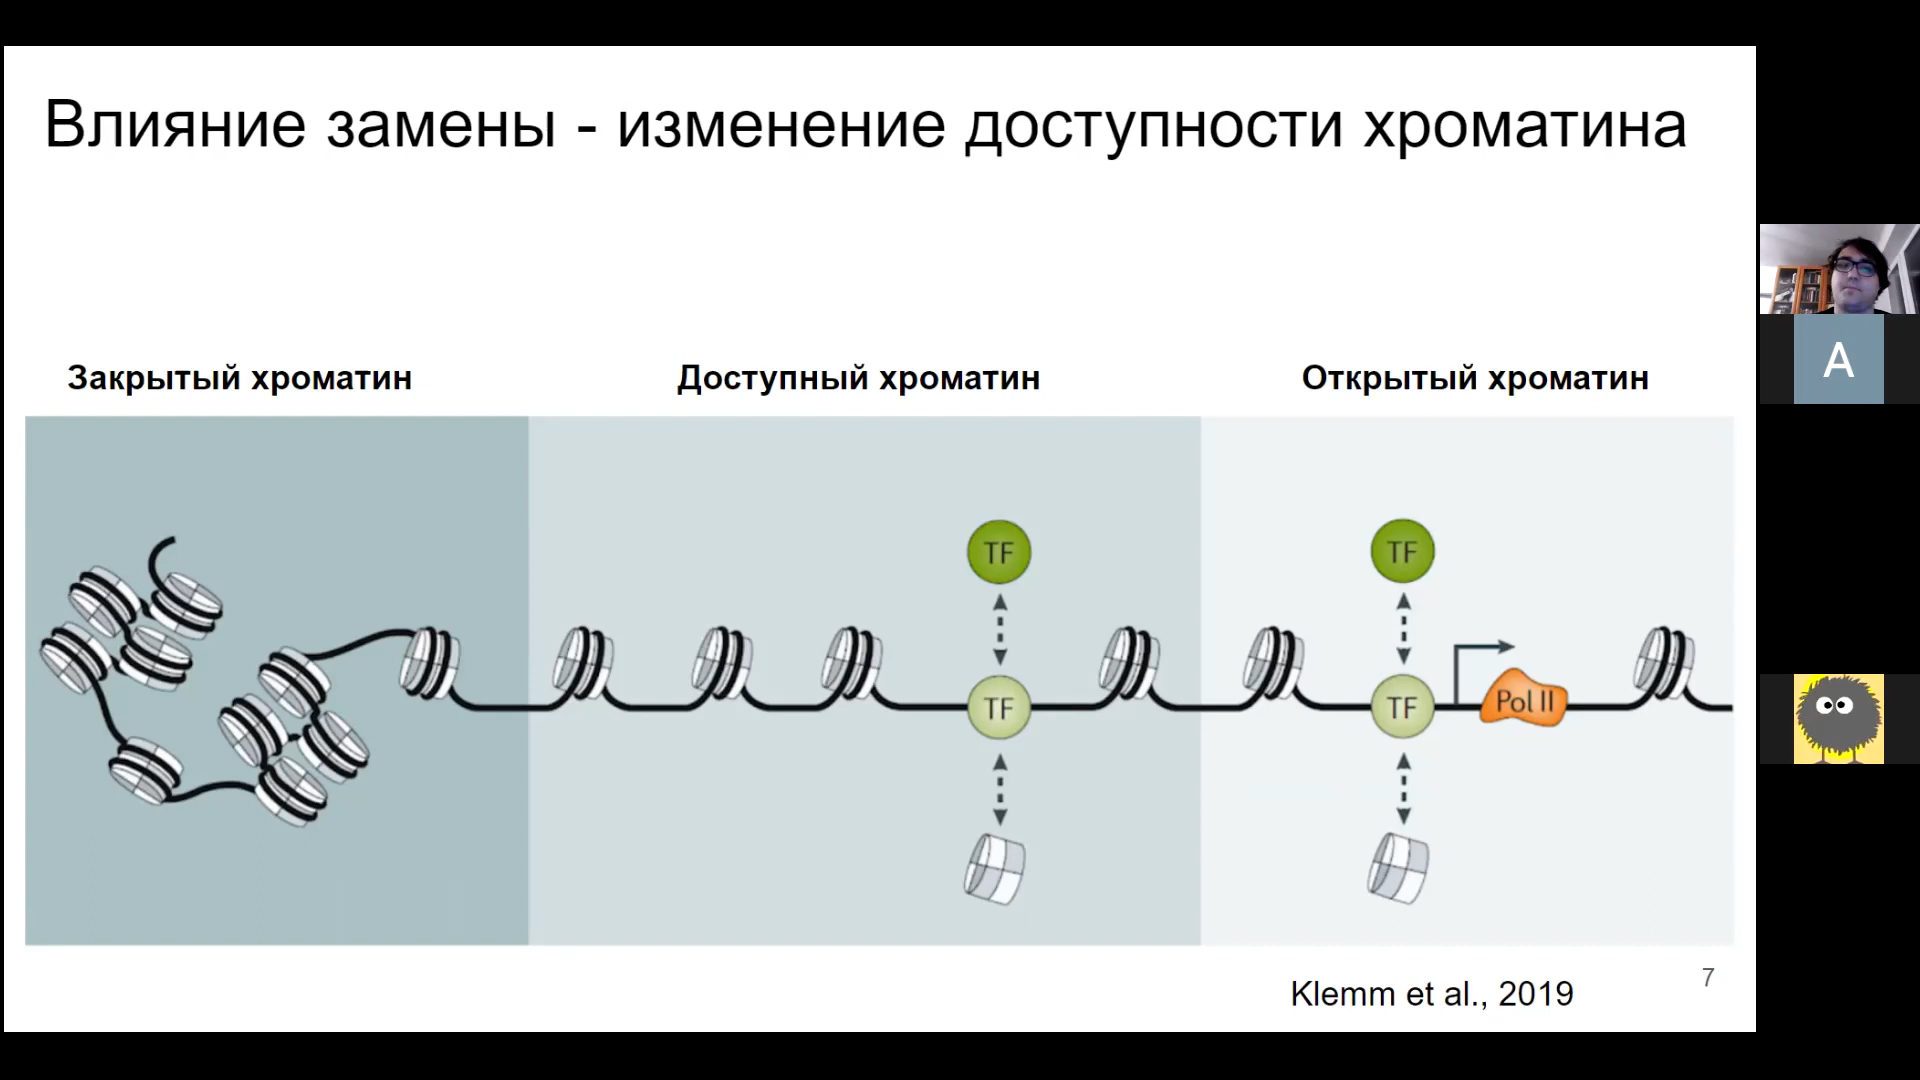 Влияние замены - изменение доступности хроматина
Закрытый хроматин
Доступный хроматин
Открытый хроматин
TF
TF
TF
TF
Pol II
Klemm et al., 2019
7
A